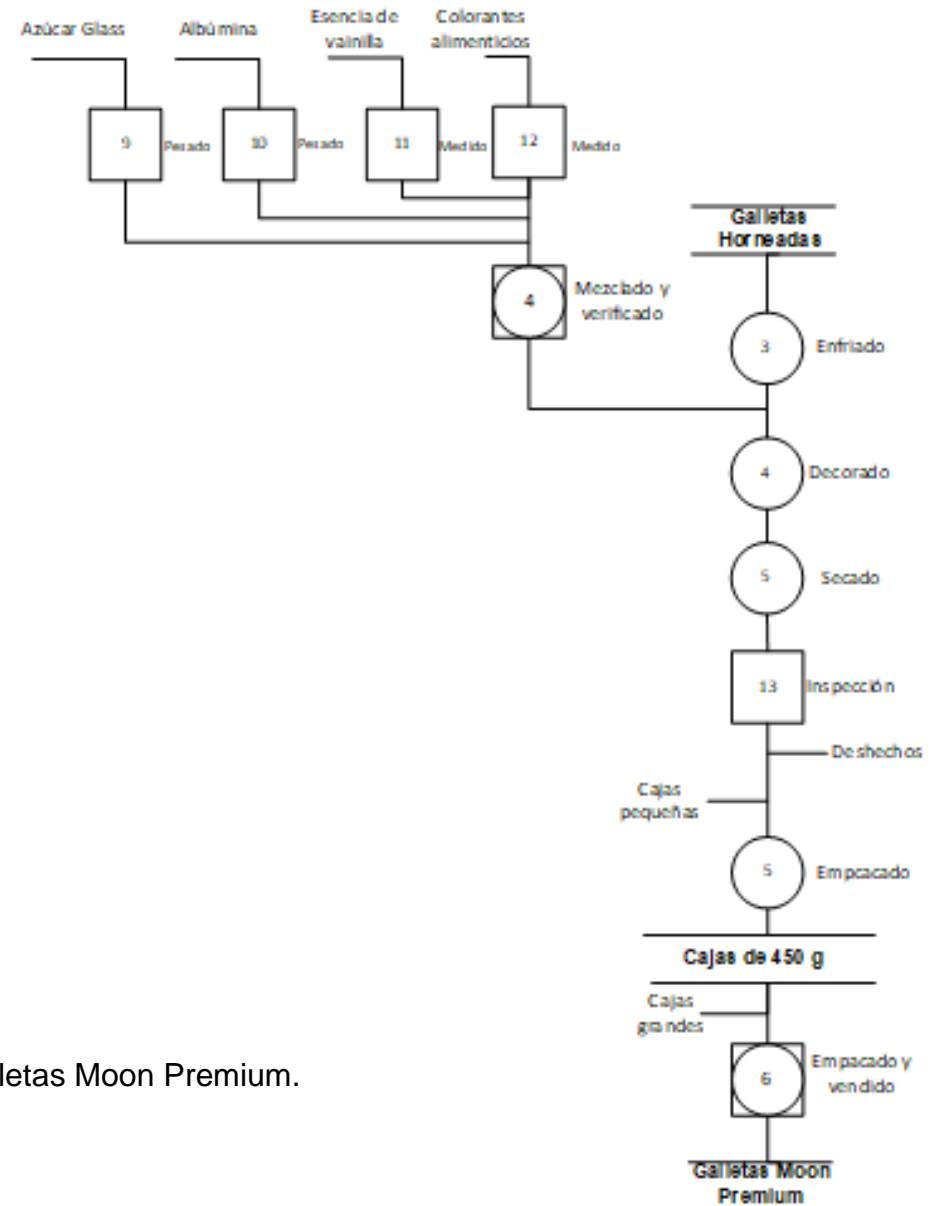 Azúcar Glass
Albúmina
Esencia de
vainilla
Colorantes
alimenticios
9
Pesado
10
Pesado
11
Medido
12
Medido
Galletas
Horneadas
4
Mezclado y
verificado
3
Enfriado
4
Decorado
5
Secado
13
Inspección
Deshechos
Cajas
pequeñas
5
Empcacado
Cajas de 450 g
Cajas
grandes
6
Empacado y
vendido
lletas Moon Premium.
Galletas Moon
Premium